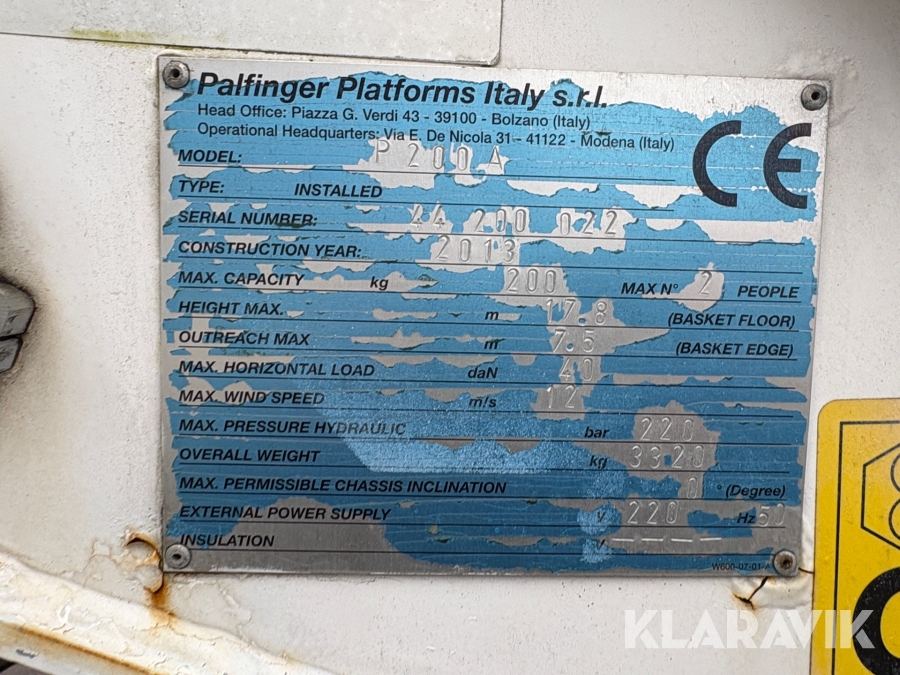 Palfinger Platforms Italy s.r.l.
Head Office: Piazza G. Verdi 43 - 39100 - Bolzano (Italy)
Operational Headquarters: Via E. De Nicola 31 - 41122 - Modena (Italy)
CE
MODEL: P 200 A
TYPE: INSTALLED
SERIAL NUMBER: 44 200 022
CONSTRUCTION YEAR: 2013
MAX. CAPACITY kg 200 MAX N° 2 PEOPLE
HEIGHT MAX. m 17.8 (BASKET FLOOR)
OUTREACH MAX m 7.5 (BASKET EDGE)
MAX. HORIZONTAL LOAD daN 40
MAX. WIND SPEED m/s 12
MAX. PRESSURE HYDRAULIC bar 220
OVERALL WEIGHT kg 3320
MAX. PERMISSIBLE CHASSIS INCLINATION 0 ° (Degree)
EXTERNAL POWER SUPPLY V 220 Hz 50
INSULATION V ----
W600-07-01-A
KLARAVIK